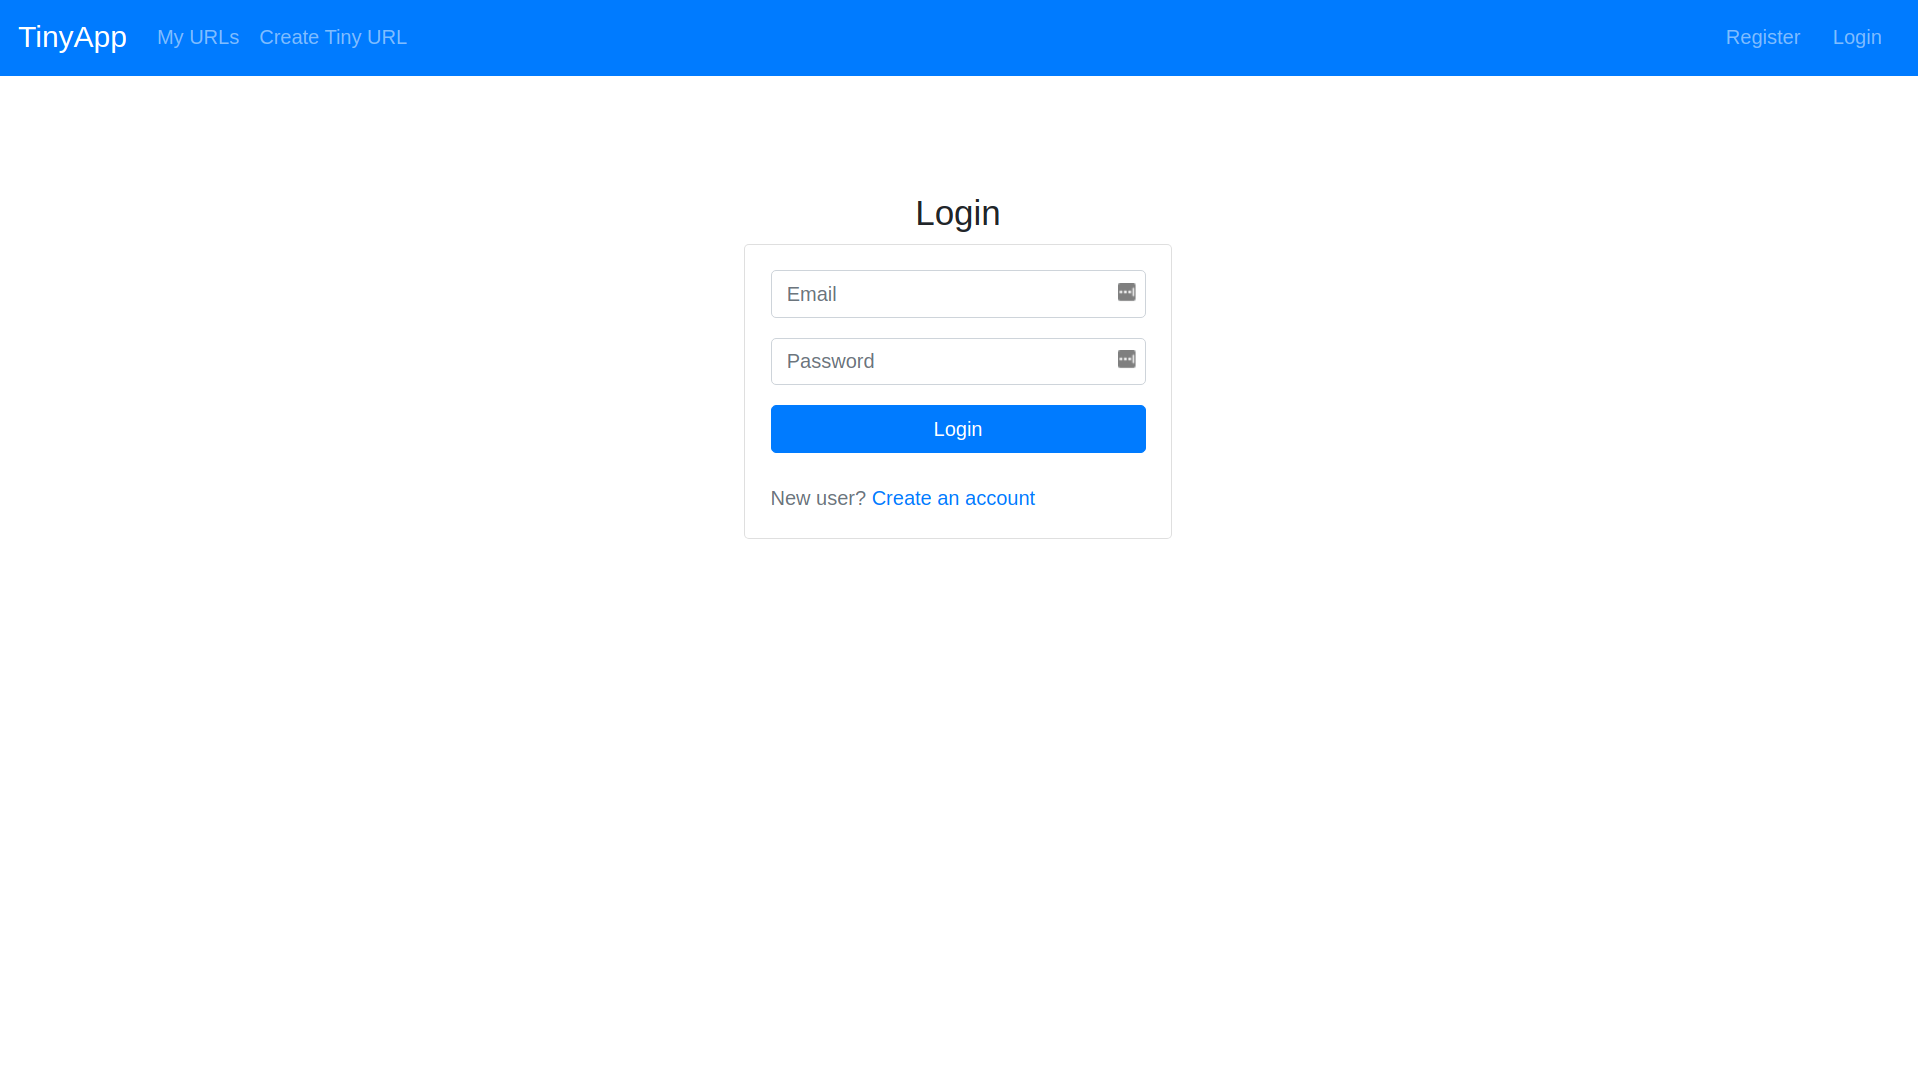 TinyApp My URLs Create Tiny URL Register Login
Login
Email
Password
Login
New user? Create an account